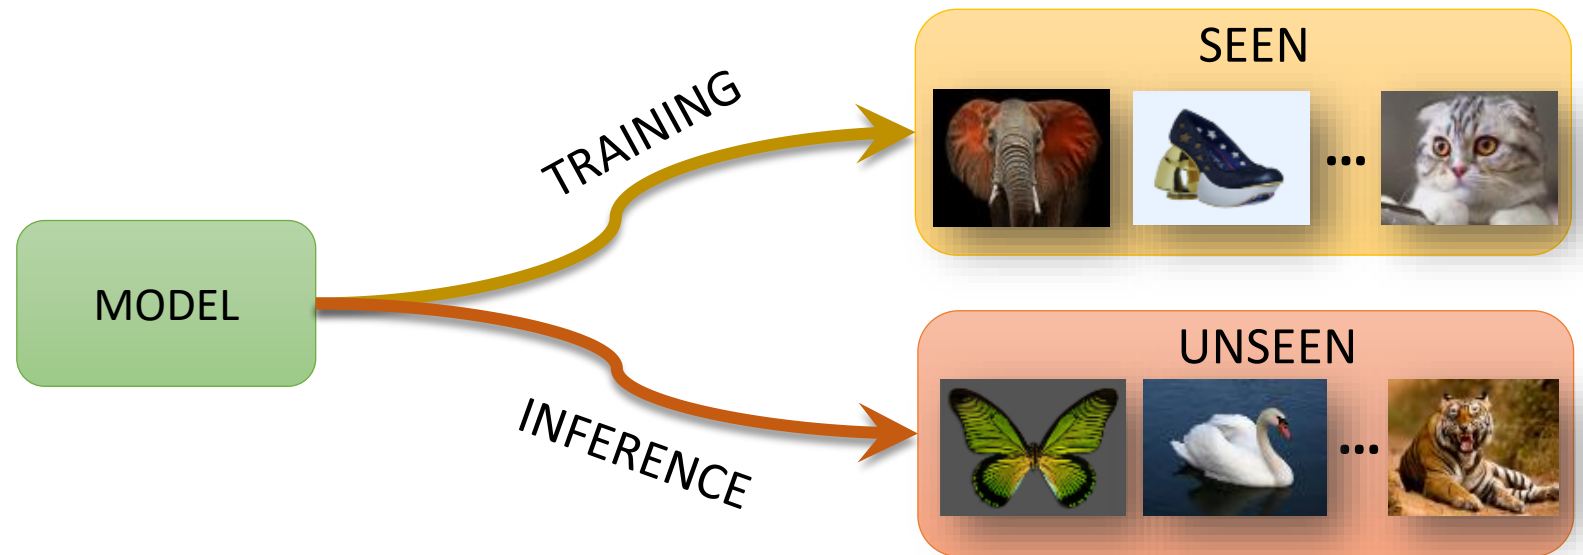 SEEN
TRAINING
...
MODEL
UNSEEN
INFERENCE
...